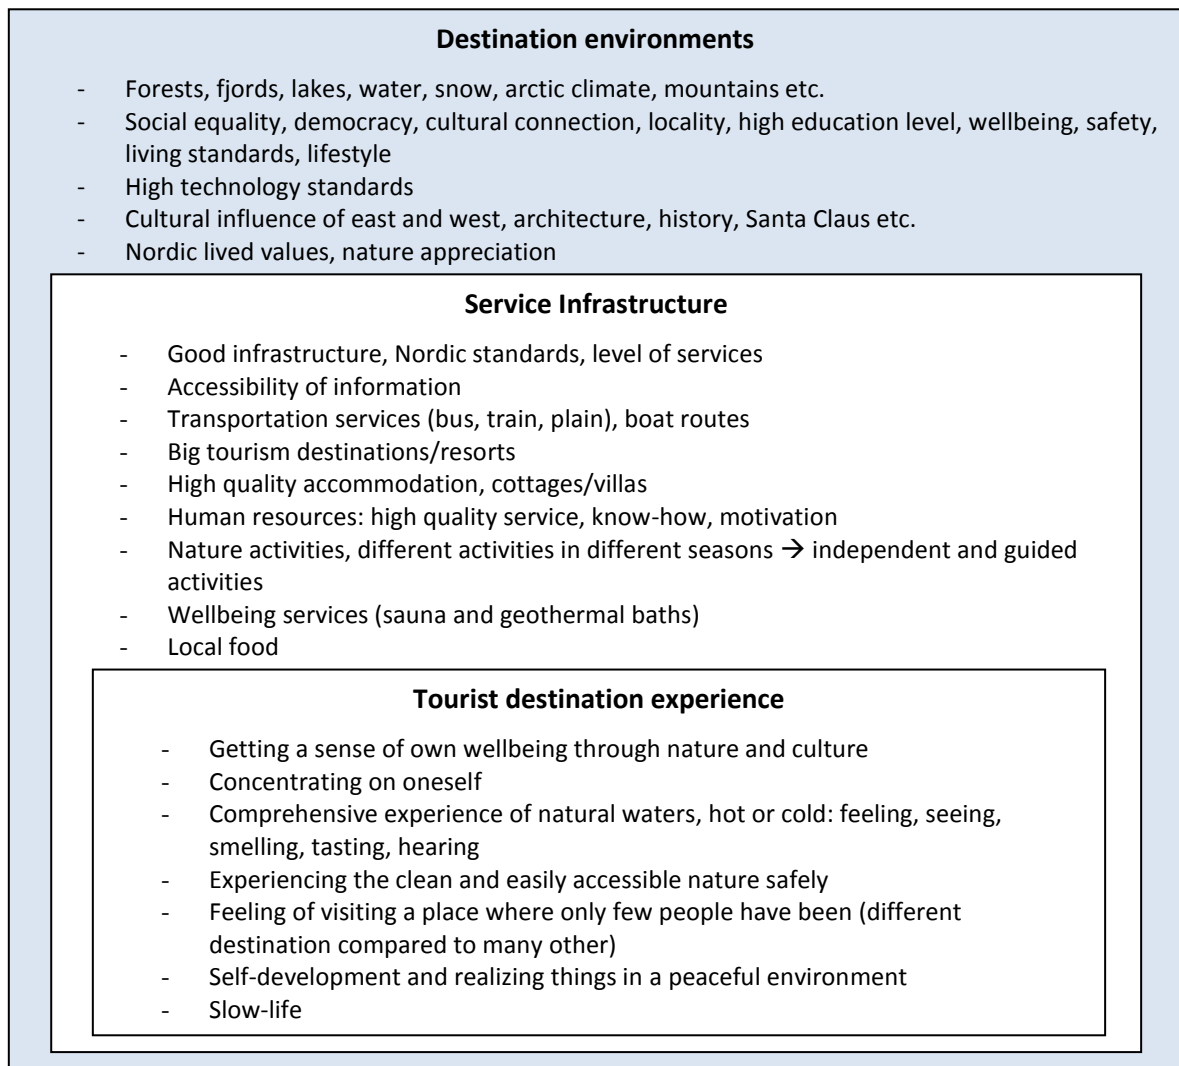 Destination environments
- Forests, fjords, lakes, water, snow, arctic climate, mountains etc.
- Social equality, democracy, cultural connection, locality, high education level, wellbeing, safety,
living standards, lifestyle
- High technology standards
- Cultural influence of east and west, architecture, history, Santa Claus etc.
- Nordic lived values, nature appreciation
Service Infrastructure
- Good infrastructure, Nordic standards, level of services
- Accessibility of information
- Transportation services (bus, train, plain), boat routes
- Big tourism destinations/resorts
- High quality accommodation, cottages/villas
- Human resources: high quality service, know-how, motivation
- Nature activities, different activities in different seasons → independent and guided
activities
- Wellbeing services (sauna and geothermal baths)
- Local food
Tourist destination experience
- Getting a sense of own wellbeing through nature and culture
- Concentrating on oneself
- Comprehensive experience of natural waters, hot or cold: feeling, seeing,
smelling, tasting, hearing
- Experiencing the clean and easily accessible nature safely
- Feeling of visiting a place where only few people have been (different
destination compared to many other)
- Self-development and realizing things in a peaceful environment
- Slow-life